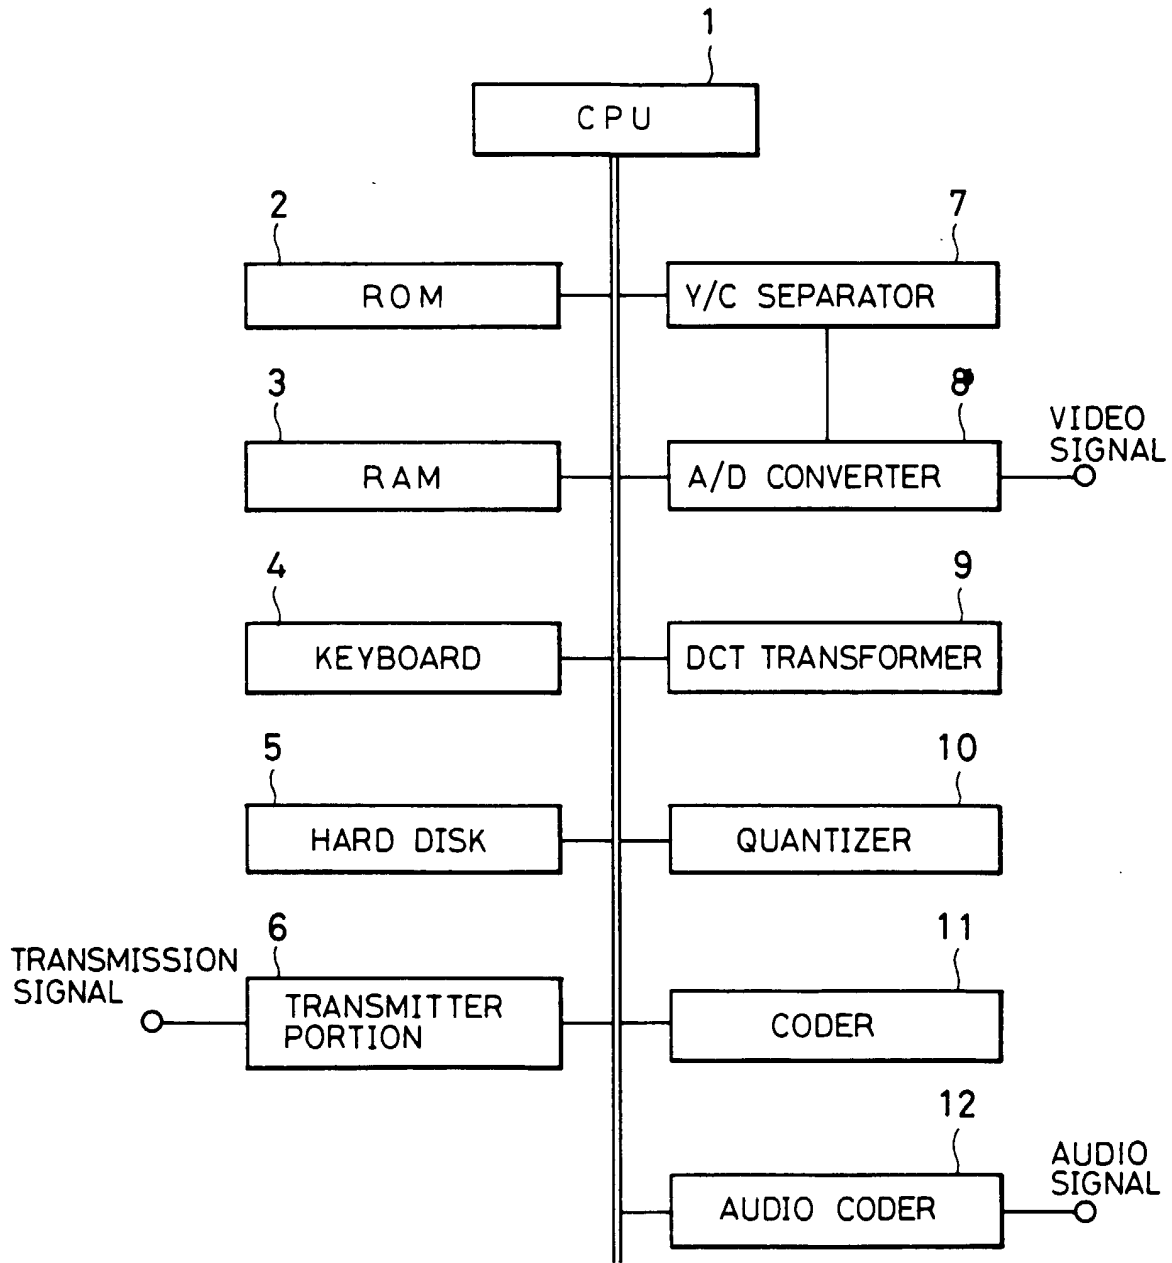 1
CPU
2
ROM
7
Y/C SEPARATOR
3
RAM
8
A/D CONVERTER
VIDEO
SIGNAL
4
KEYBOARD
9
DCT TRANSFORMER
5
HARD DISK
10
QUANTIZER
TRANSMISSION
SIGNAL
6
TRANSMITTER
PORTION
11
CODER
12
AUDIO CODER
AUDIO
SIGNAL